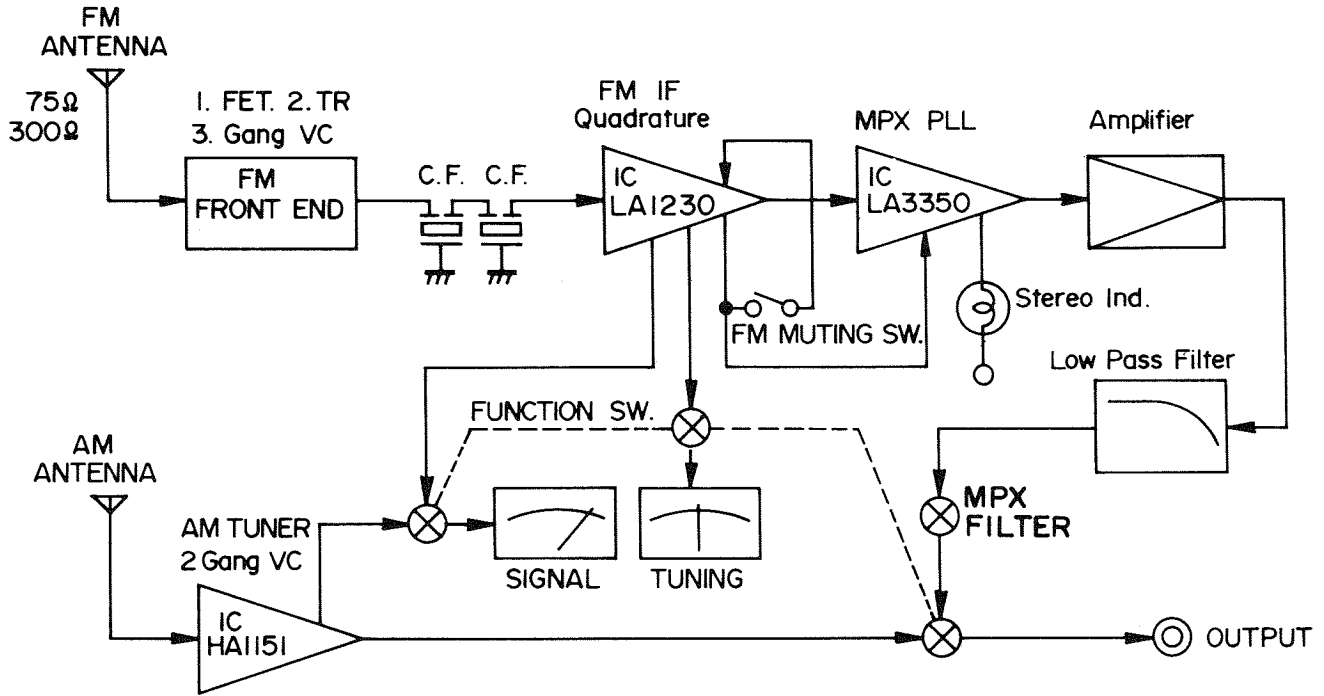 FM
ANTENNA
75Ω
300Ω
1. FET. 2. TR
3. Gang VC
FM
FRONT END
C.F. C.F.
FM IF
Quadrature
IC
LA1230
MPX PLL
IC
LA3350
Amplifier
FM MUTING SW.
Stereo Ind.
Low Pass Filter
FUNCTION SW.
AM
ANTENNA
AM TUNER
2 Gang VC
IC
HA1151
SIGNAL
TUNING
MPX
FILTER
OUTPUT